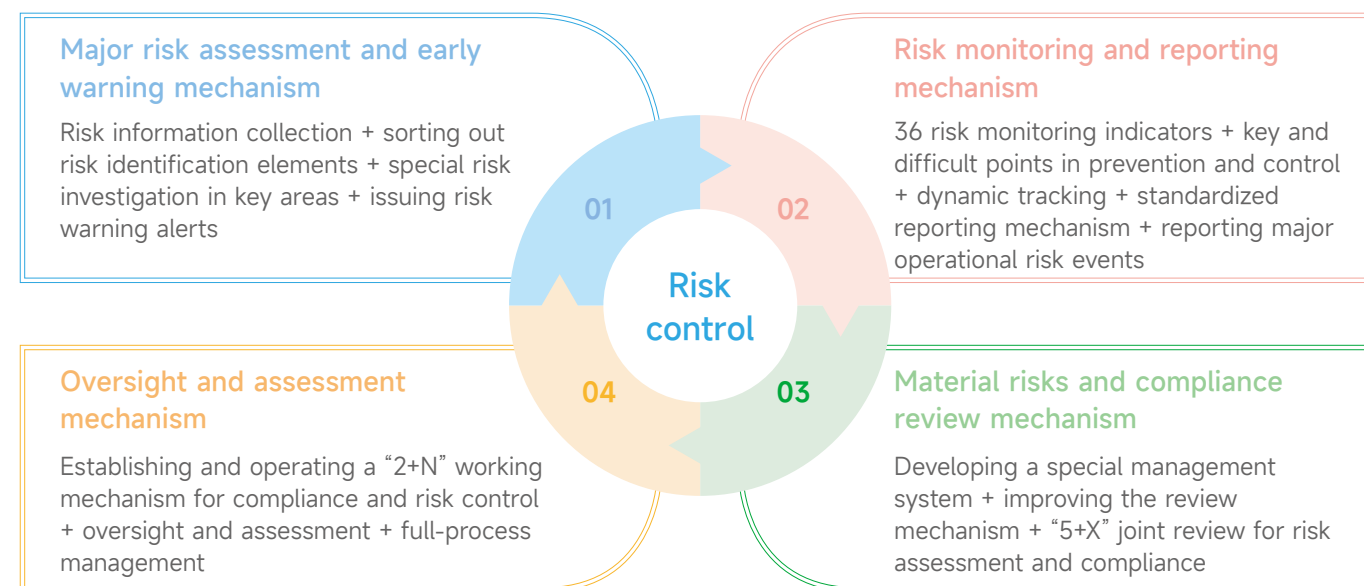 Major risk assessment and early
warning mechanism
Risk information collection + sorting out
risk identification elements + special risk
investigation in key areas + issuing risk
warning alerts
01
Risk monitoring and reporting
mechanism
36 risk monitoring indicators + key and
difficult points in prevention and control
+ dynamic tracking + standardized
reporting mechanism + reporting major
operational risk events
02
Risk
control
Material risks and compliance
review mechanism
Developing a special management
system + improving the review
mechanism + “5+X” joint review for risk
assessment and compliance
03
Oversight and assessment
mechanism
Establishing and operating a “2+N” working
mechanism for compliance and risk control
+ oversight and assessment + full-process
management
04